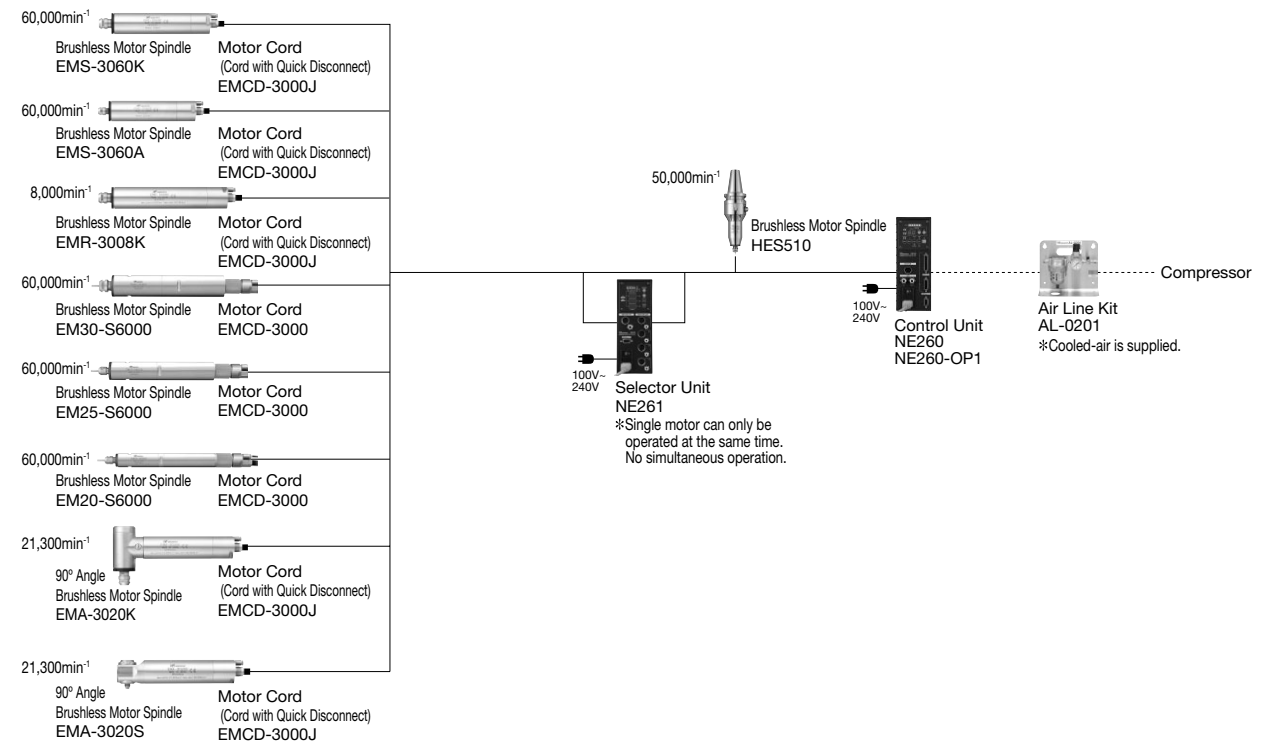 60,000min-1
Brushless Motor Spindle
EMS-3060K
Motor Cord
(Cord with Quick Disconnect)
EMCD-3000J
60,000min-1
Brushless Motor Spindle
EMS-3060A
Motor Cord
(Cord with Quick Disconnect)
EMCD-3000J
8,000min-1
Brushless Motor Spindle
EMR-3008K
Motor Cord
(Cord with Quick Disconnect)
EMCD-3000J
60,000min-1
Brushless Motor Spindle
EM30-S6000
Motor Cord
EMCD-3000
60,000min-1
Brushless Motor Spindle
EM25-S6000
Motor Cord
EMCD-3000
60,000min-1
Brushless Motor Spindle
EM20-S6000
Motor Cord
EMCD-3000
21,300min-1
90º Angle
Brushless Motor Spindle
EMA-3020K
Motor Cord
(Cord with Quick Disconnect)
EMCD-3000J
21,300min-1
90º Angle
Brushless Motor Spindle
EMA-3020S
Motor Cord
(Cord with Quick Disconnect)
EMCD-3000J
50,000min-1
Brushless Motor Spindle
HES510
100V~
240V
Selector Unit
NE261
✻Single motor can only be
operated at the same time.
No simultaneous operation.
100V~
240V
Control Unit
NE260
NE260-OP1
Air Line Kit
AL-0201
✻Cooled-air is supplied.
Compressor